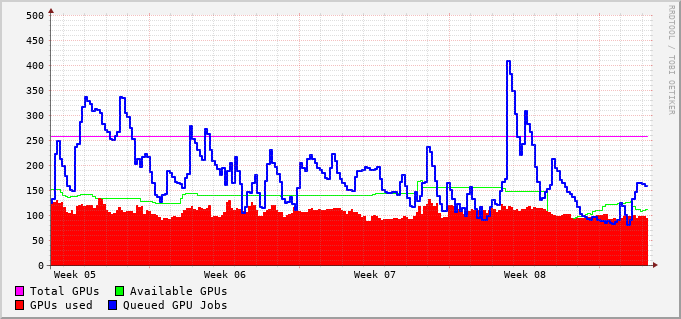 500
450
400
350
300
250
200
150
100
50
0
Week 05 Week 06 Week 07 Week 08
Total GPUs Available GPUs
GPUs used Queued GPU Jobs
RRDTOOL / TOBI OETIKER